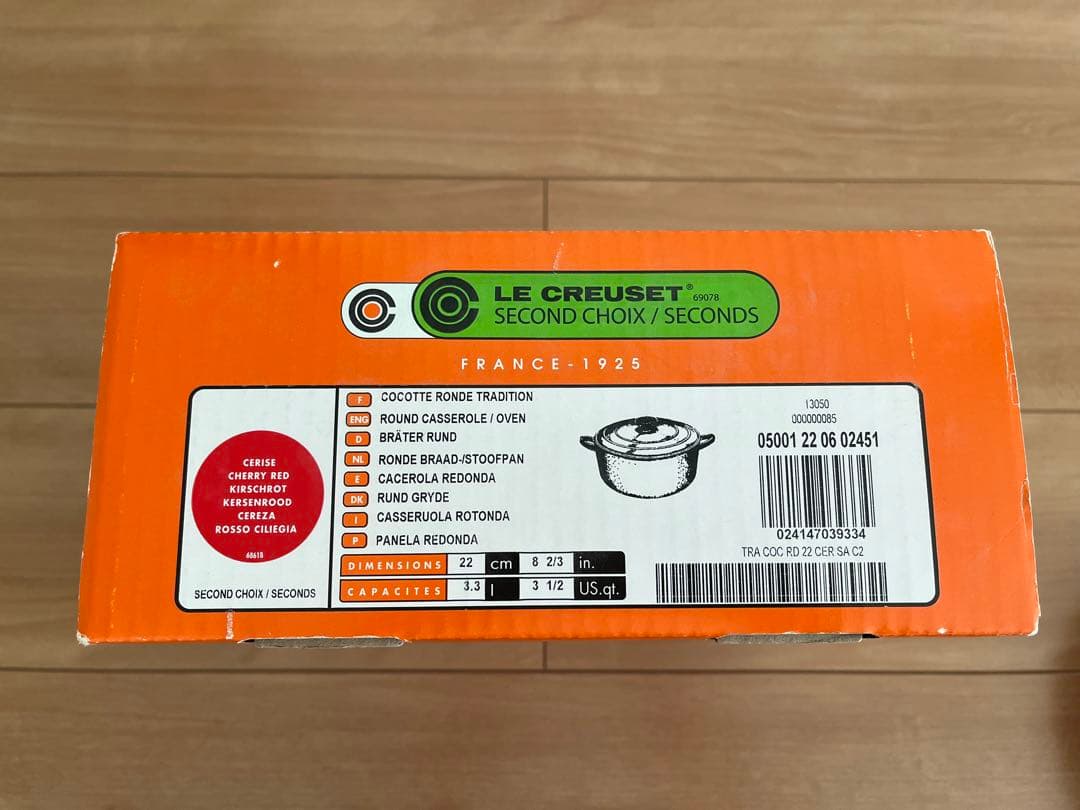 LE CREUSET® 69078
SECOND CHOIX / SECONDS
FRANCE - 1925
CERISE
CHERRY RED
KIRSCHROT
KERSENROOD
CEREZA
ROSSO CILIEGIA
68618
SECOND CHOIX / SECONDS
F COCOTTE RONDE TRADITION
ENG ROUND CASSEROLE / OVEN
D BRÄTER RUND
NL RONDE BRAAD-/STOOFPAN
E CACEROLA REDONDA
DK RUND GRYDE
I CASSERUOLA ROTONDA
P PANELA REDONDA
DIMENSIONS 22 cm 8 2/3 in.
CAPACITES 3.3 l 3 1/2 US.qt.
13050
000000085
05001 22 06 02451
024147039334
TRA COC RD 22 CER SA C2